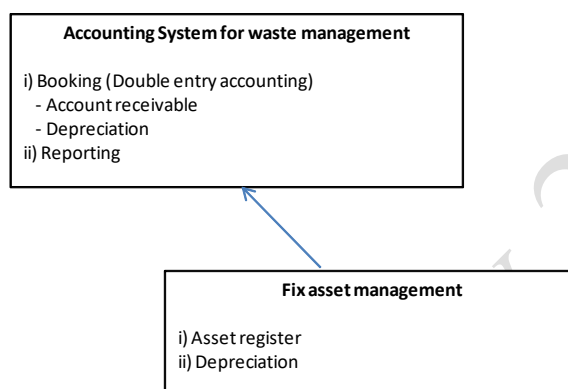 Accounting System for waste management
i) Booking (Double entry accounting)
- Account receivable
- Depreciation
ii) Reporting
Fix asset management
i) Asset register
ii) Depreciation